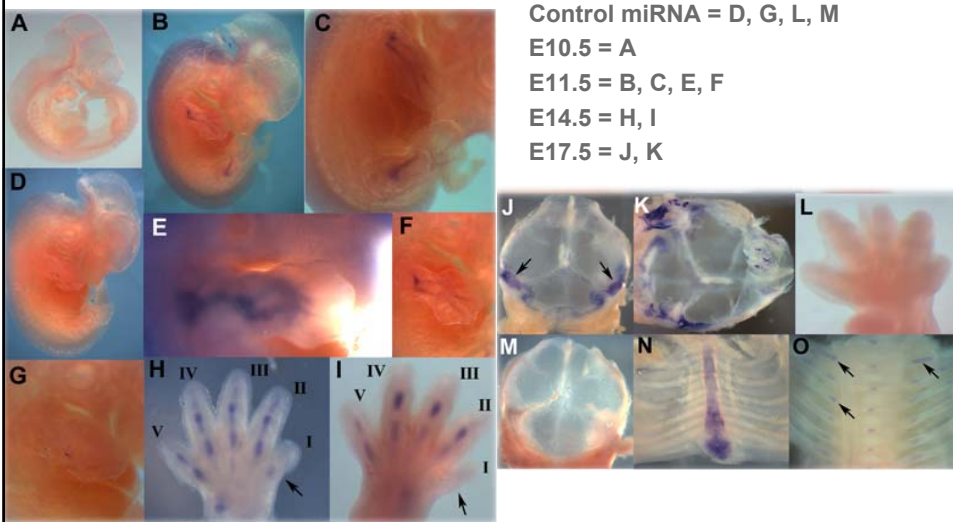 Control miRNA = D, G, L, M
E10.5 = A
E11.5 = B, C, E, F
E14.5 = H, I
E17.5 = J, K
A
B
C
D
E
F
G
H
IV
III
II
V
I
I
IV
III
V
II
I
J
K
L
M
N
O